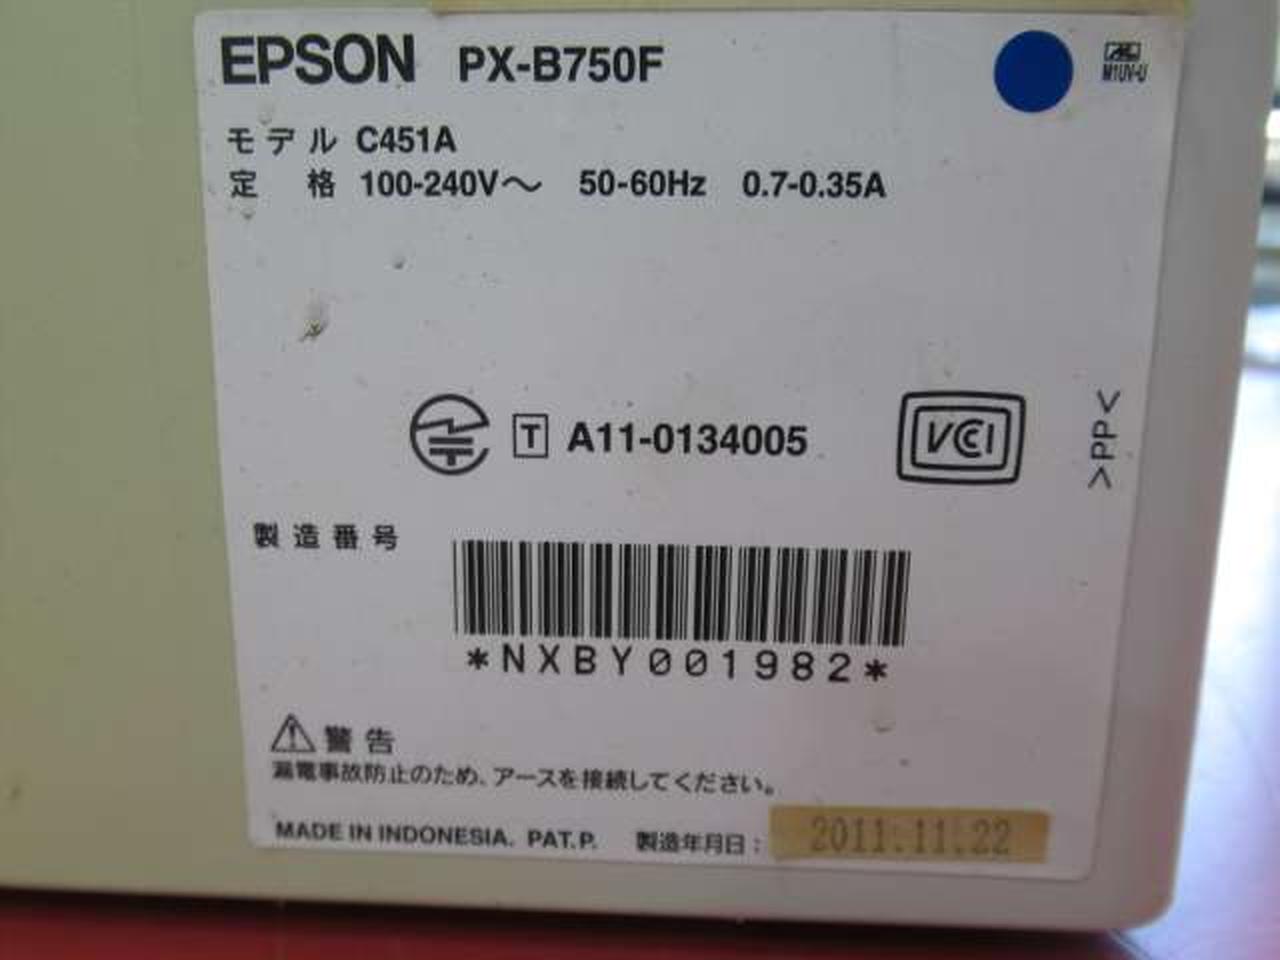 EPSON PX-B750F
M1UV-U
モデル C451A
定 格 100-240V～ 50-60Hz 0.7-0.35A
T A11-0134005
VCCI
>PP<
製造番号
*NXBY001982*
警告
漏電事故防止のため、アースを接続してください。
MADE IN INDONESIA. PAT.P. 製造年月日： 2011.11.22